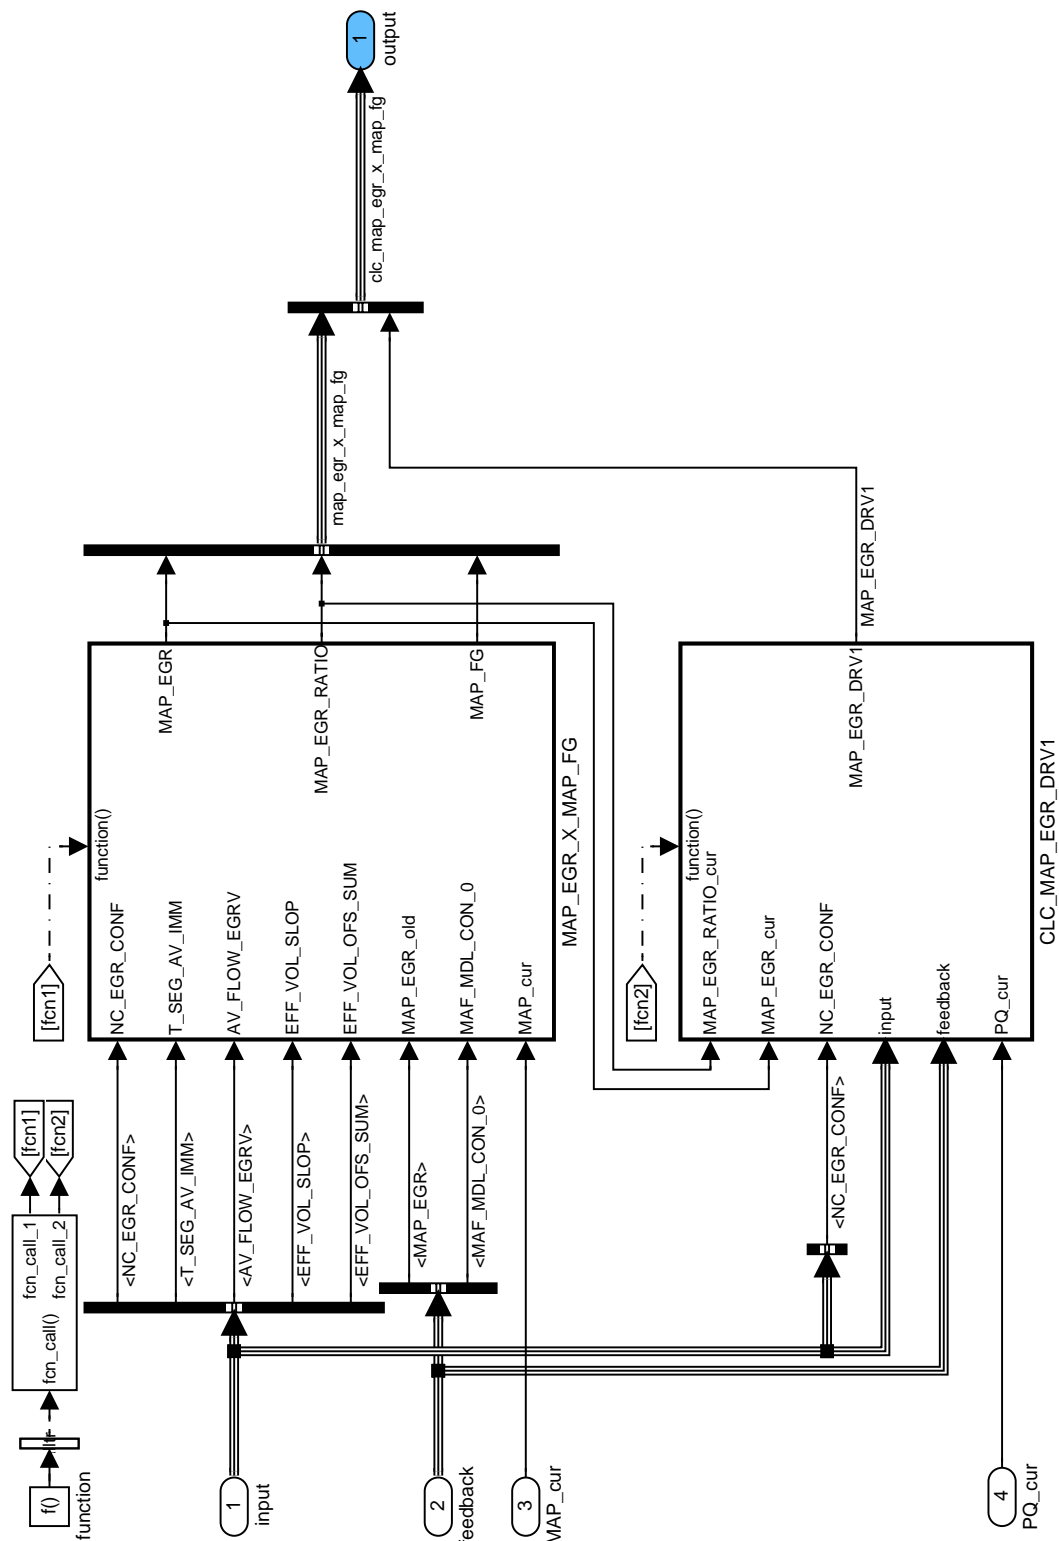 f()
function
ltr
fcn_call()
fcn_call_1
fcn_call_2
[fcn1]
[fcn2]
1
input
2
feedback
3
MAP_cur
4
PQ_cur
<NC_EGR_CONF>
<T_SEG_AV_IMM>
<AV_FLOW_EGRV>
<EFF_VOL_SLOP>
<EFF_VOL_OFS_SUM>
<MAP_EGR>
<MAF_MDL_CON_0>
[fcn1]
function()
NC_EGR_CONF
T_SEG_AV_IMM
AV_FLOW_EGRV
EFF_VOL_SLOP
EFF_VOL_OFS_SUM
MAP_EGR_old
MAF_MDL_CON_0
MAP_cur
MAP_EGR
MAP_EGR_RATIO
MAP_FG
MAP_EGR_X_MAP_FG
<NC_EGR_CONF>
[fcn2]
function()
MAP_EGR_RATIO_cur
MAP_EGR_cur
NC_EGR_CONF
input
feedback
PQ_cur
MAP_EGR_DRV1
CLC_MAP_EGR_DRV1
MAP_EGR_DRV1
map_egr_x_map_fg
clc_map_egr_x_map_fg
1
output